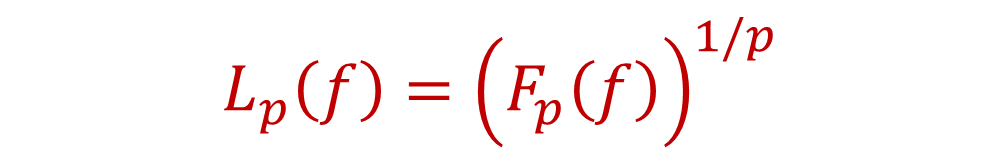 L_p(f) = (F_p(f))^{1/p}